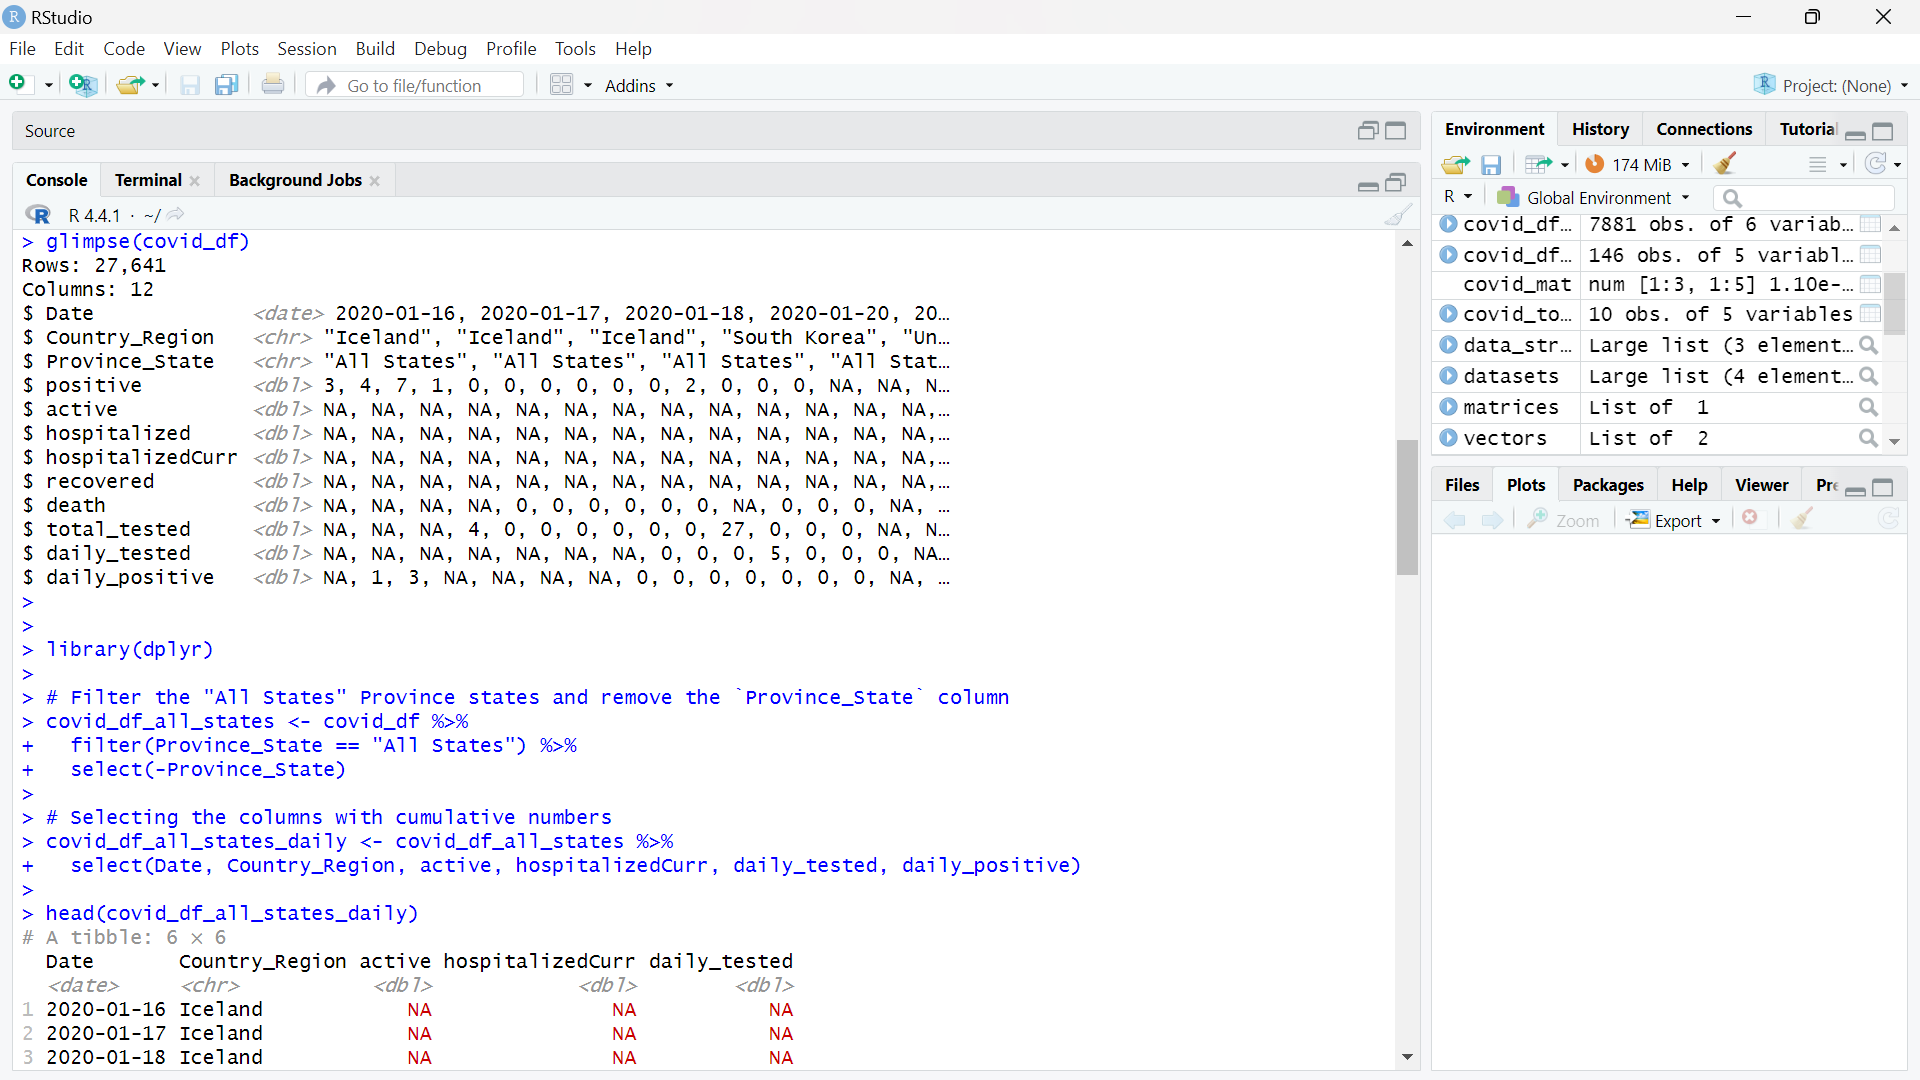 RStudio
File Edit Code View Plots Session Build Debug Profile Tools Help
Go to file/function Addins Project: (None)
Source
Console Terminal Background Jobs
R 4.4.1 · ~/
> glimpse(covid_df)
Rows: 27,641
Columns: 12
$ Date             <date> 2020-01-16, 2020-01-17, 2020-01-18, 2020-01-20, 20…
$ Country_Region   <chr> "Iceland", "Iceland", "Iceland", "South Korea", "Un…
$ Province_State   <chr> "All States", "All States", "All States", "All Stat…
$ positive         <dbl> 3, 4, 7, 1, 0, 0, 0, 0, 0, 2, 0, 0, 0, NA, NA, N…
$ active           <dbl> NA, NA, NA, NA, NA, NA, NA, NA, NA, NA, NA, NA, NA,…
$ hospitalized     <dbl> NA, NA, NA, NA, NA, NA, NA, NA, NA, NA, NA, NA, NA,…
$ hospitalizedCurr <dbl> NA, NA, NA, NA, NA, NA, NA, NA, NA, NA, NA, NA, NA,…
$ recovered        <dbl> NA, NA, NA, NA, NA, NA, NA, NA, NA, NA, NA, NA, NA,…
$ death            <dbl> NA, NA, NA, NA, 0, 0, 0, 0, 0, 0, NA, 0, 0, 0, NA, …
$ total_tested     <dbl> NA, NA, NA, 4, 0, 0, 0, 0, 0, 0, 27, 0, 0, 0, NA, N…
$ daily_tested     <dbl> NA, NA, NA, NA, NA, NA, NA, 0, 0, 0, 5, 0, 0, 0, NA…
$ daily_positive   <dbl> NA, 1, 3, NA, NA, NA, NA, 0, 0, 0, 0, 0, 0, 0, NA, …
>
>
> library(dplyr)
>
> # Filter the "All States" Province states and remove the `Province_State` column
> covid_df_all_states <- covid_df %>%
+   filter(Province_State == "All States") %>%
+   select(-Province_State)
>
> # Selecting the columns with cumulative numbers
> covid_df_all_states_daily <- covid_df_all_states %>%
+   select(Date, Country_Region, active, hospitalizedCurr, daily_tested, daily_positive)
>
> head(covid_df_all_states_daily)
# A tibble: 6 × 6
  Date       Country_Region active hospitalizedCurr daily_tested
  <date>     <chr>           <dbl>            <dbl>        <dbl>
1 2020-01-16 Iceland            NA               NA           NA
2 2020-01-17 Iceland            NA               NA           NA
3 2020-01-18 Iceland            NA               NA           NA
Environment History Connections Tutorial
174 MiB
R Global Environment
covid_df… 7881 obs. of 6 variab…
covid_df… 146 obs. of 5 variabl…
covid_mat num [1:3, 1:5] 1.10e-…
covid_to… 10 obs. of 5 variables
data_str… Large list (3 element…
datasets Large list (4 element…
matrices List of 1
vectors List of 2
Files Plots Packages Help Viewer Pre
Zoom Export